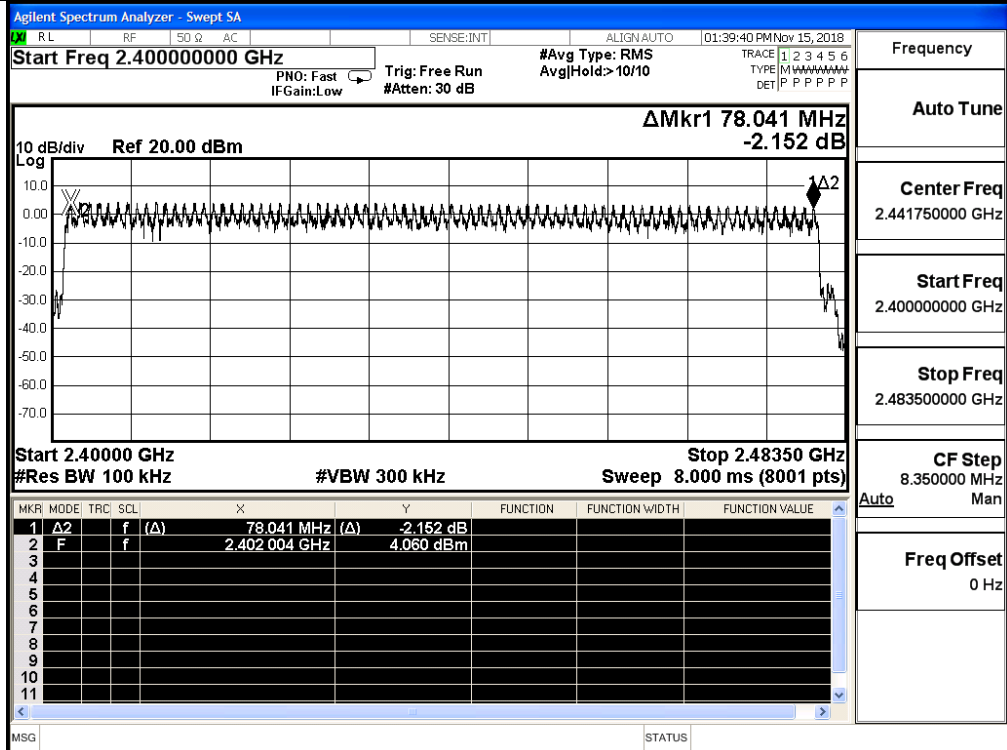 Agilent Spectrum Analyzer - Swept SA
LXI RL RF 50 Ω AC SENSE:INT ALIGN AUTO 01:39:40 PM Nov 15, 2018
Start Freq 2.400000000 GHz
PNO: Fast
IFGain:Low
Trig: Free Run
#Atten: 30 dB
#Avg Type: RMS
Avg|Hold:> 10/10
TRACE 1 2 3 4 5 6
TYPE M WWWWW
DET P P P P P P
ΔMkr1 78.041 MHz
-2.152 dB
10 dB/div Ref 20.00 dBm
Log
10.0
0.00
-10.0
-20.0
-30.0
-40.0
-50.0
-60.0
-70.0
X2
1Δ2
Start 2.40000 GHz Stop 2.48350 GHz
#Res BW 100 kHz #VBW 300 kHz Sweep 8.000 ms (8001 pts)
MKR MODE TRC SCL X Y FUNCTION FUNCTION WIDTH FUNCTION VALUE
1 Δ2 f (Δ) 78.041 MHz (Δ) -2.152 dB
2 F f 2.402 004 GHz 4.060 dBm
3
4
5
6
7
8
9
10
11
MSG STATUS
Frequency
Auto Tune
Center Freq
2.441750000 GHz
Start Freq
2.400000000 GHz
Stop Freq
2.483500000 GHz
CF Step
8.350000 MHz
Auto Man
Freq Offset
0 Hz